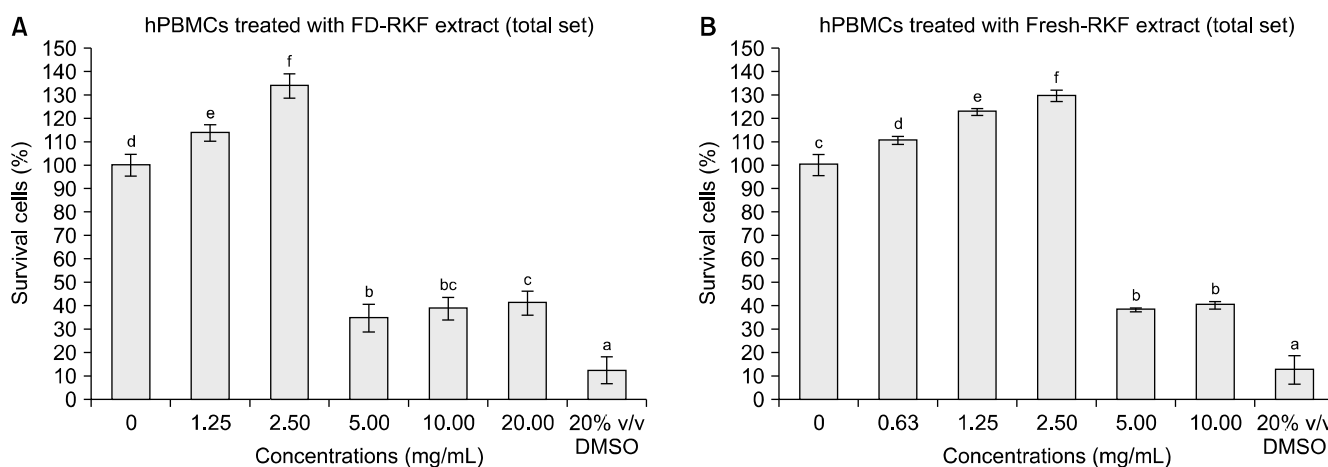 A
hPBMCs treated with FD-RKF extract (total set)
150
140
130
120
110
100
90
80
70
60
50
40
30
20
10
0
Survival cells (%)
d
e
f
b
bc
c
a
0 1.25 2.50 5.00 10.00 20.00 20% v/v
DMSO
Concentrations (mg/mL)
B
hPBMCs treated with Fresh-RKF extract (total set)
150
140
130
120
110
100
90
80
70
60
50
40
30
20
10
0
Survival cells (%)
c
d
e
f
b
b
a
0 0.63 1.25 2.50 5.00 10.00 20% v/v
DMSO
Concentrations (mg/mL)